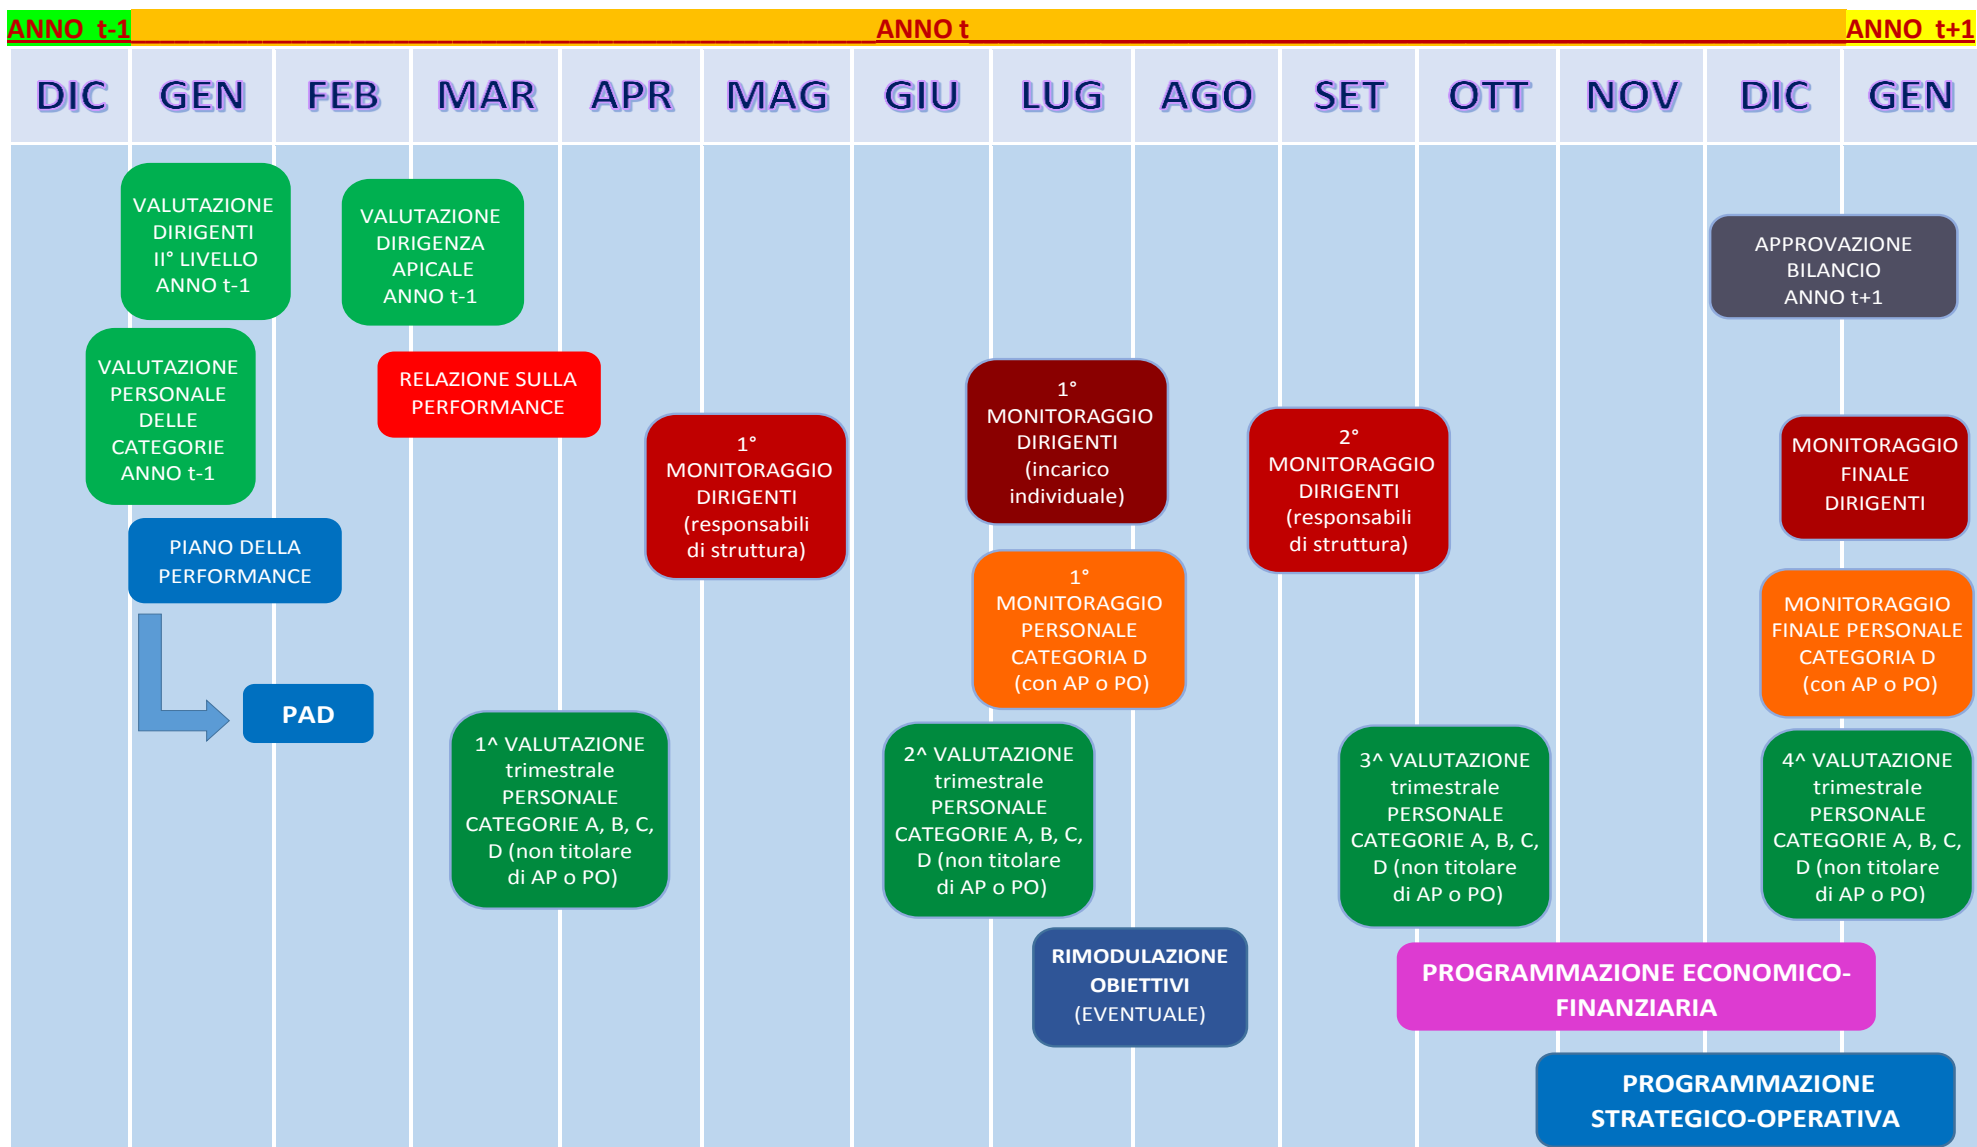 ANNO t-1
ANNO t
ANNO t+1
DIC
GEN
FEB
MAR
APR
MAG
GIU
LUG
AGO
SET
OTT
NOV
DIC
GEN
VALUTAZIONE
DIRIGENTI
II° LIVELLO
ANNO t-1
VALUTAZIONE
DIRIGENZA
APICALE
ANNO t-1
APPROVAZIONE
BILANCIO
ANNO t+1
VALUTAZIONE
PERSONALE
DELLE
CATEGORIE
ANNO t-1
RELAZIONE SULLA
PERFORMANCE
1°
MONITORAGGIO
DIRIGENTI
(responsabili
di struttura)
1°
MONITORAGGIO
DIRIGENTI
(incarico
individuale)
2°
MONITORAGGIO
DIRIGENTI
(responsabili
di struttura)
MONITORAGGIO
FINALE
DIRIGENTI
PIANO DELLA
PERFORMANCE
1°
MONITORAGGIO
PERSONALE
CATEGORIA D
(con AP o PO)
MONITORAGGIO
FINALE PERSONALE
CATEGORIA D
(con AP o PO)
PAD
1^ VALUTAZIONE
trimestrale
PERSONALE
CATEGORIE A, B, C,
D (non titolare
di AP o PO)
2^ VALUTAZIONE
trimestrale
PERSONALE
CATEGORIE A, B, C,
D (non titolare
di AP o PO)
3^ VALUTAZIONE
trimestrale
PERSONALE
CATEGORIE A, B, C,
D (non titolare
di AP o PO)
4^ VALUTAZIONE
trimestrale
PERSONALE
CATEGORIE A, B, C,
D (non titolare
di AP o PO)
RIMODULAZIONE
OBIETTIVI
(EVENTUALE)
PROGRAMMAZIONE ECONOMICO-
FINANZIARIA
PROGRAMMAZIONE
STRATEGICO-OPERATIVA